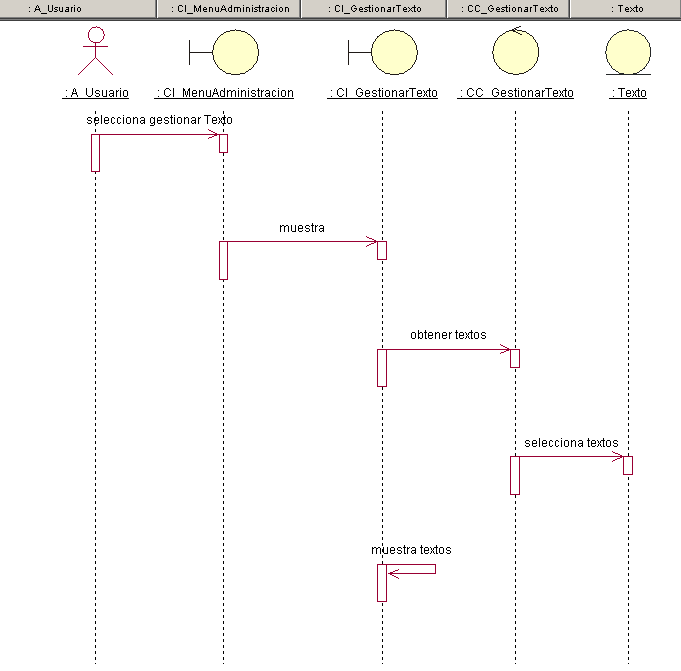 : A_Usuario
: CI_MenuAdministracion
: CI_GestionarTexto
: CC_GestionarTexto
: Texto
: A_Usuario
: CI_MenuAdministracion
: CI_GestionarTexto
: CC_GestionarTexto
: Texto
selecciona gestionar Texto
muestra
obtener textos
selecciona textos
muestra textos